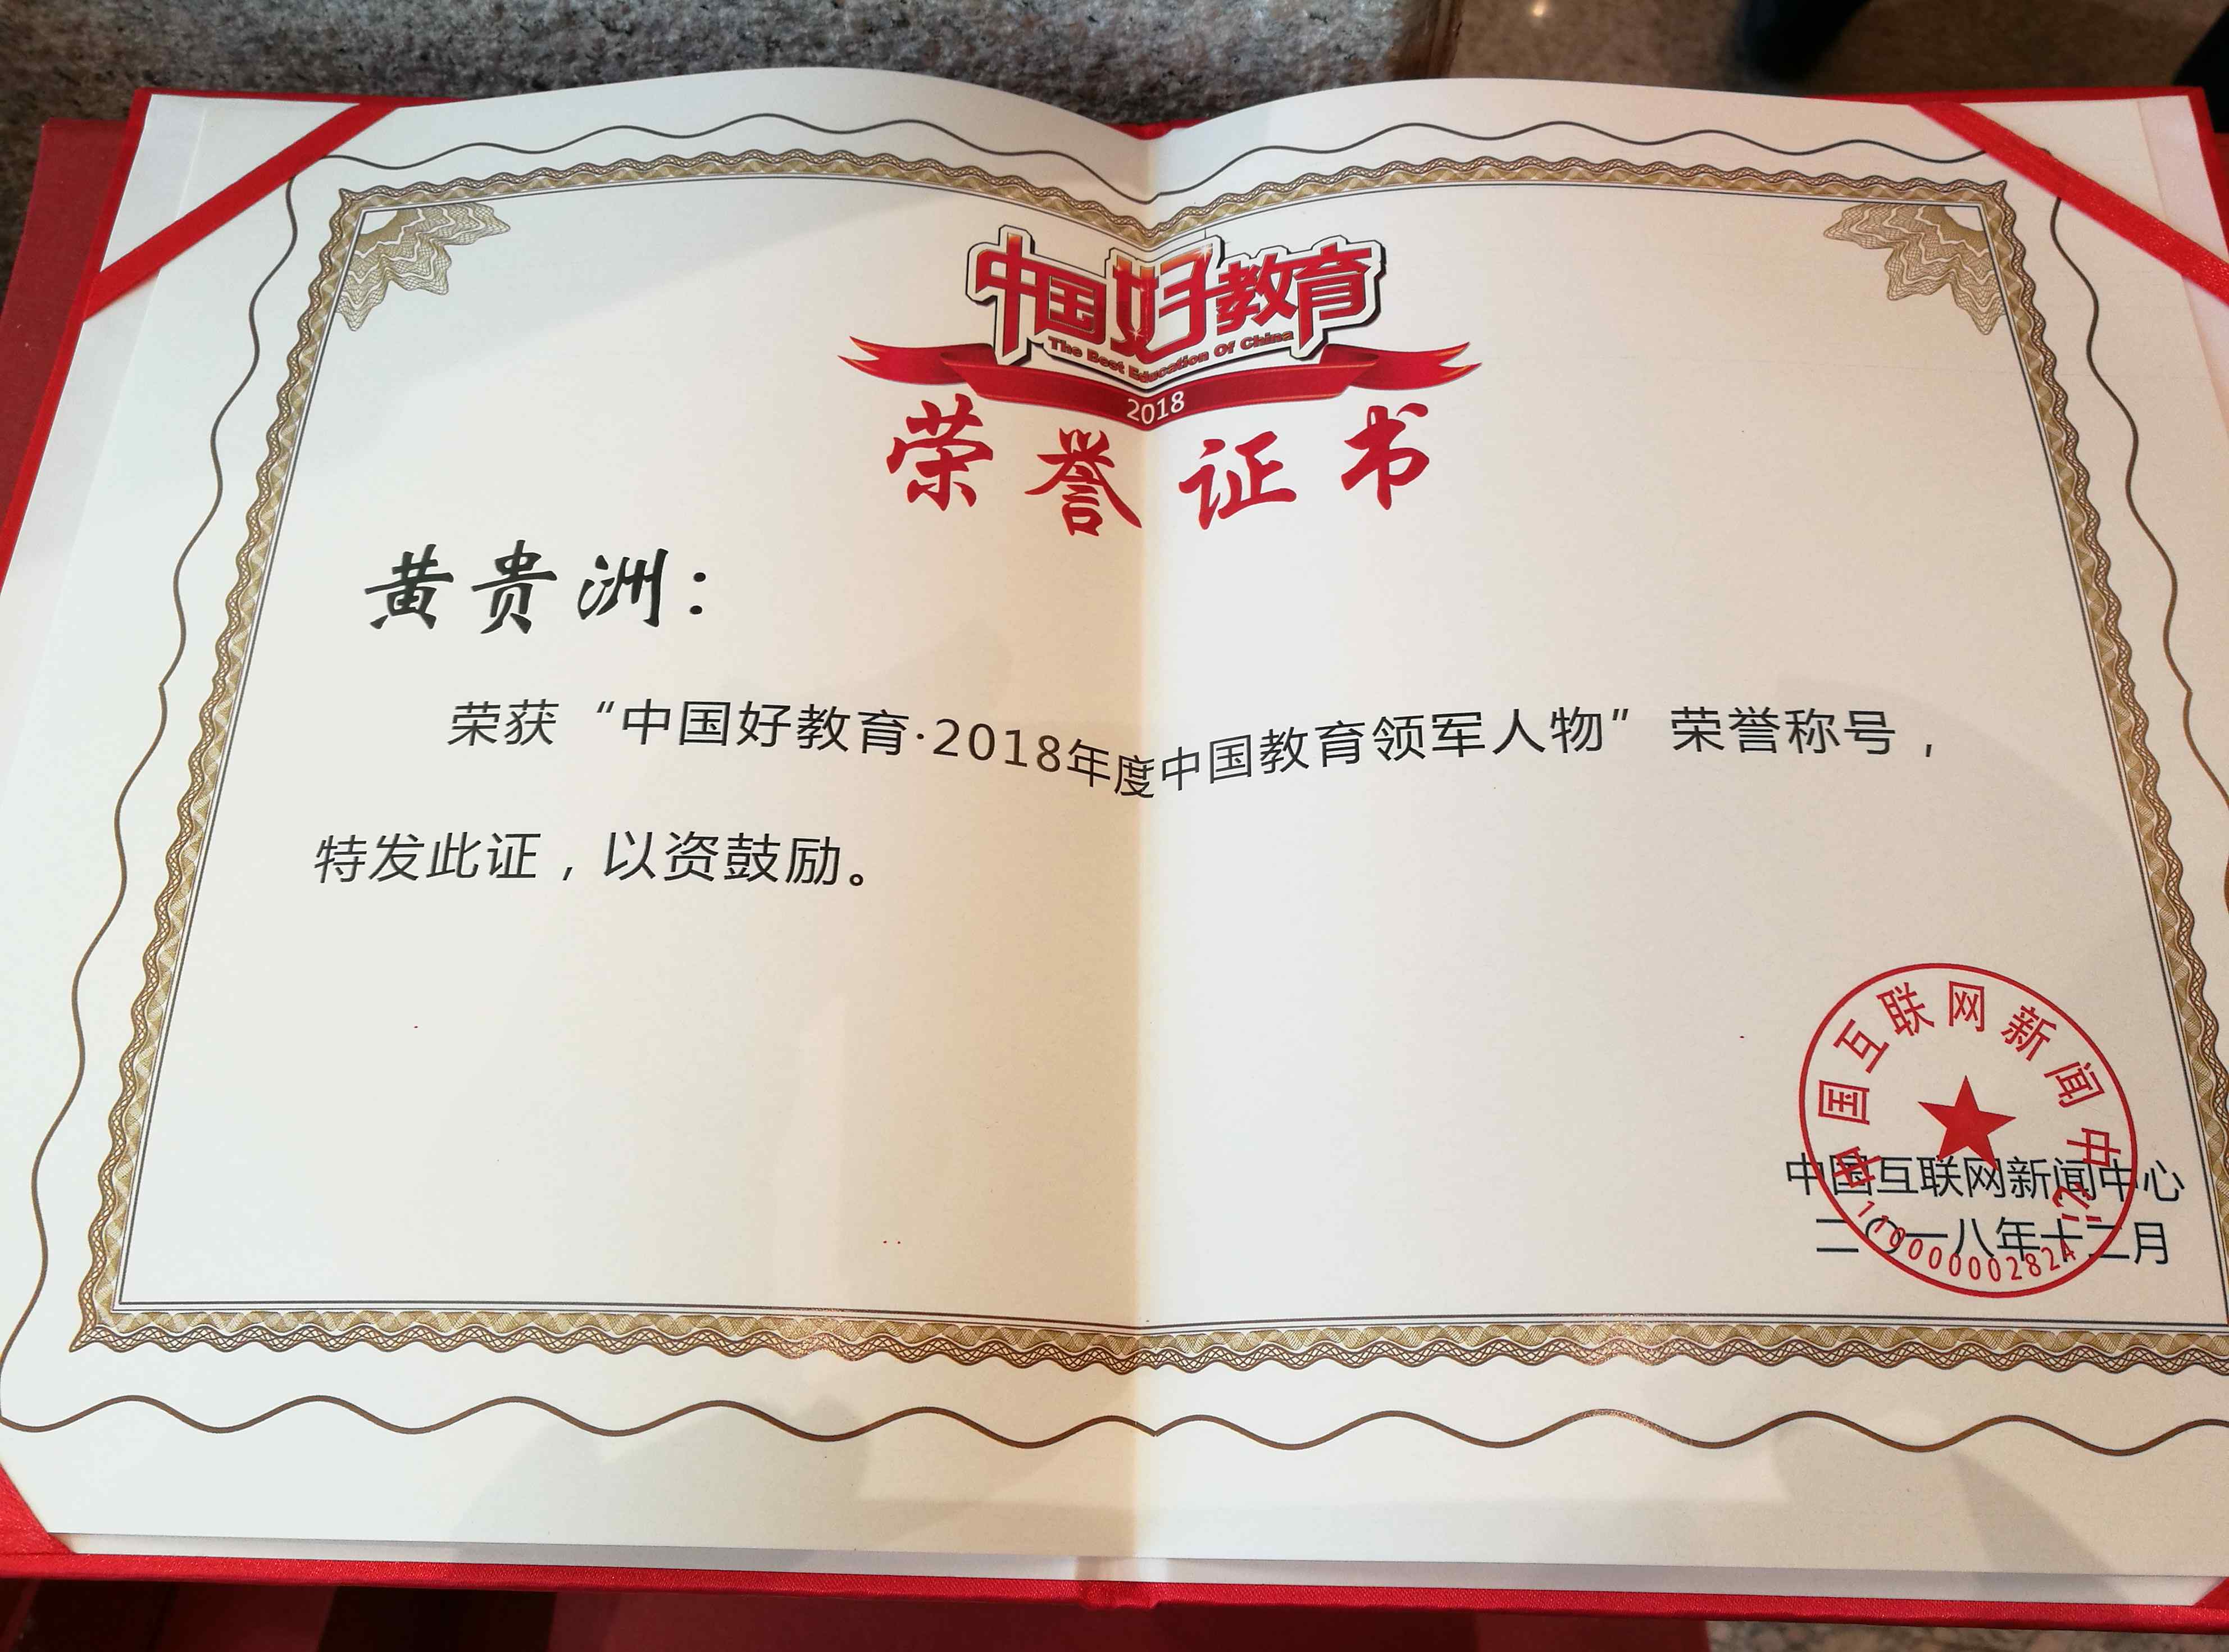 中国好教育
The Best Education Of China
2018
荣誉证书
黄贵洲：
荣获“中国好教育·2018年度中国教育领军人物”荣誉称号，
特发此证，以资鼓励。
中国互联网新闻中心
中国互联网新闻中心
二〇一八年十二月
110000002824